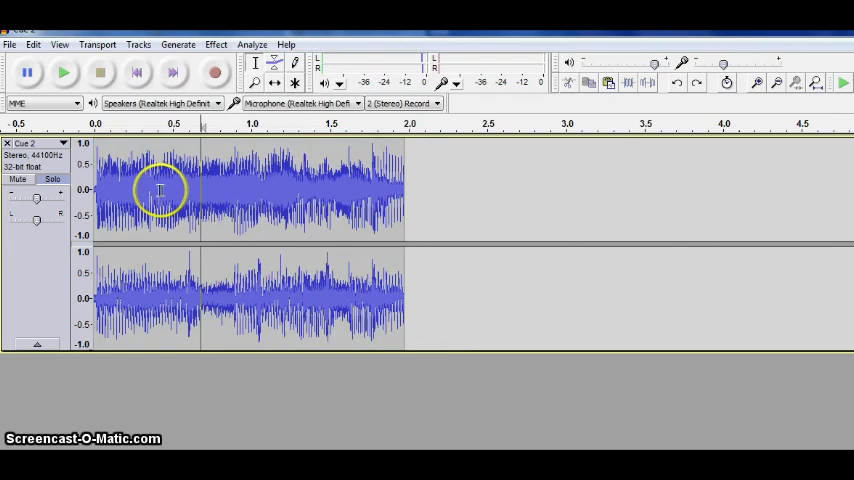 Cue 2
File Edit View Transport Tracks Generate Effect Analyze Help
L R -36 -24 -12 0 L R -36 -24 -12 0
MME Speakers (Realtek High Definit Microphone (Realtek High Defi 2 (Stereo) Record
-0.5 0.0 0.5 1.0 1.5 2.0 2.5 3.0 3.5 4.0 4.5
Cue 2
Stereo, 44100Hz
32-bit float
Mute Solo
- +
L R
1.0
0.5
0.0
-0.5
-1.0
1.0
0.5
0.0
-0.5
-1.0
Screencast-O-Matic.com